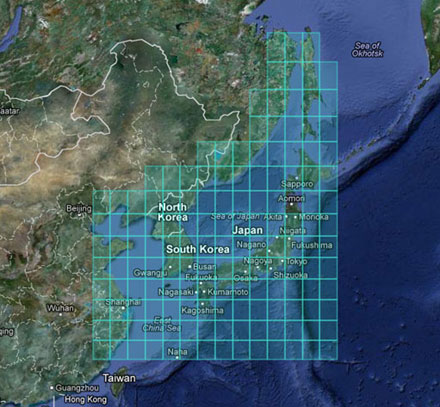 Sea of
Okhotsk
aatar
Sapporo
Aomori
Beijing
North
Korea
Sea of Japan
Akita
Morioka
Japan
Niigata
South Korea
Nagano
Fukushima
Gwangju
Busan
Nagoya
Tokyo
Fukuoka
Osaka
Shizuoka
Nagasaki
Kumamoto
Shanghai
Wuhan
Kagoshima
East
China Sea
qing
Naha
Taiwan
Guangzhou
Hong Kong